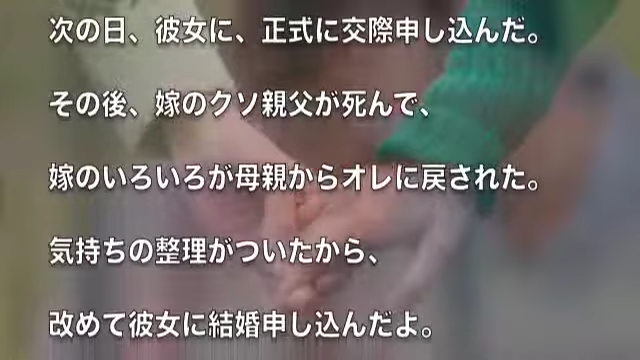 次の日、彼女に、正式に交際申し込んだ。
その後、嫁のクソ親父が死んで、
嫁のいろいろが母親からオレに戻された。
気持ちの整理がついたから、
改めて彼女に結婚申し込んだよ。